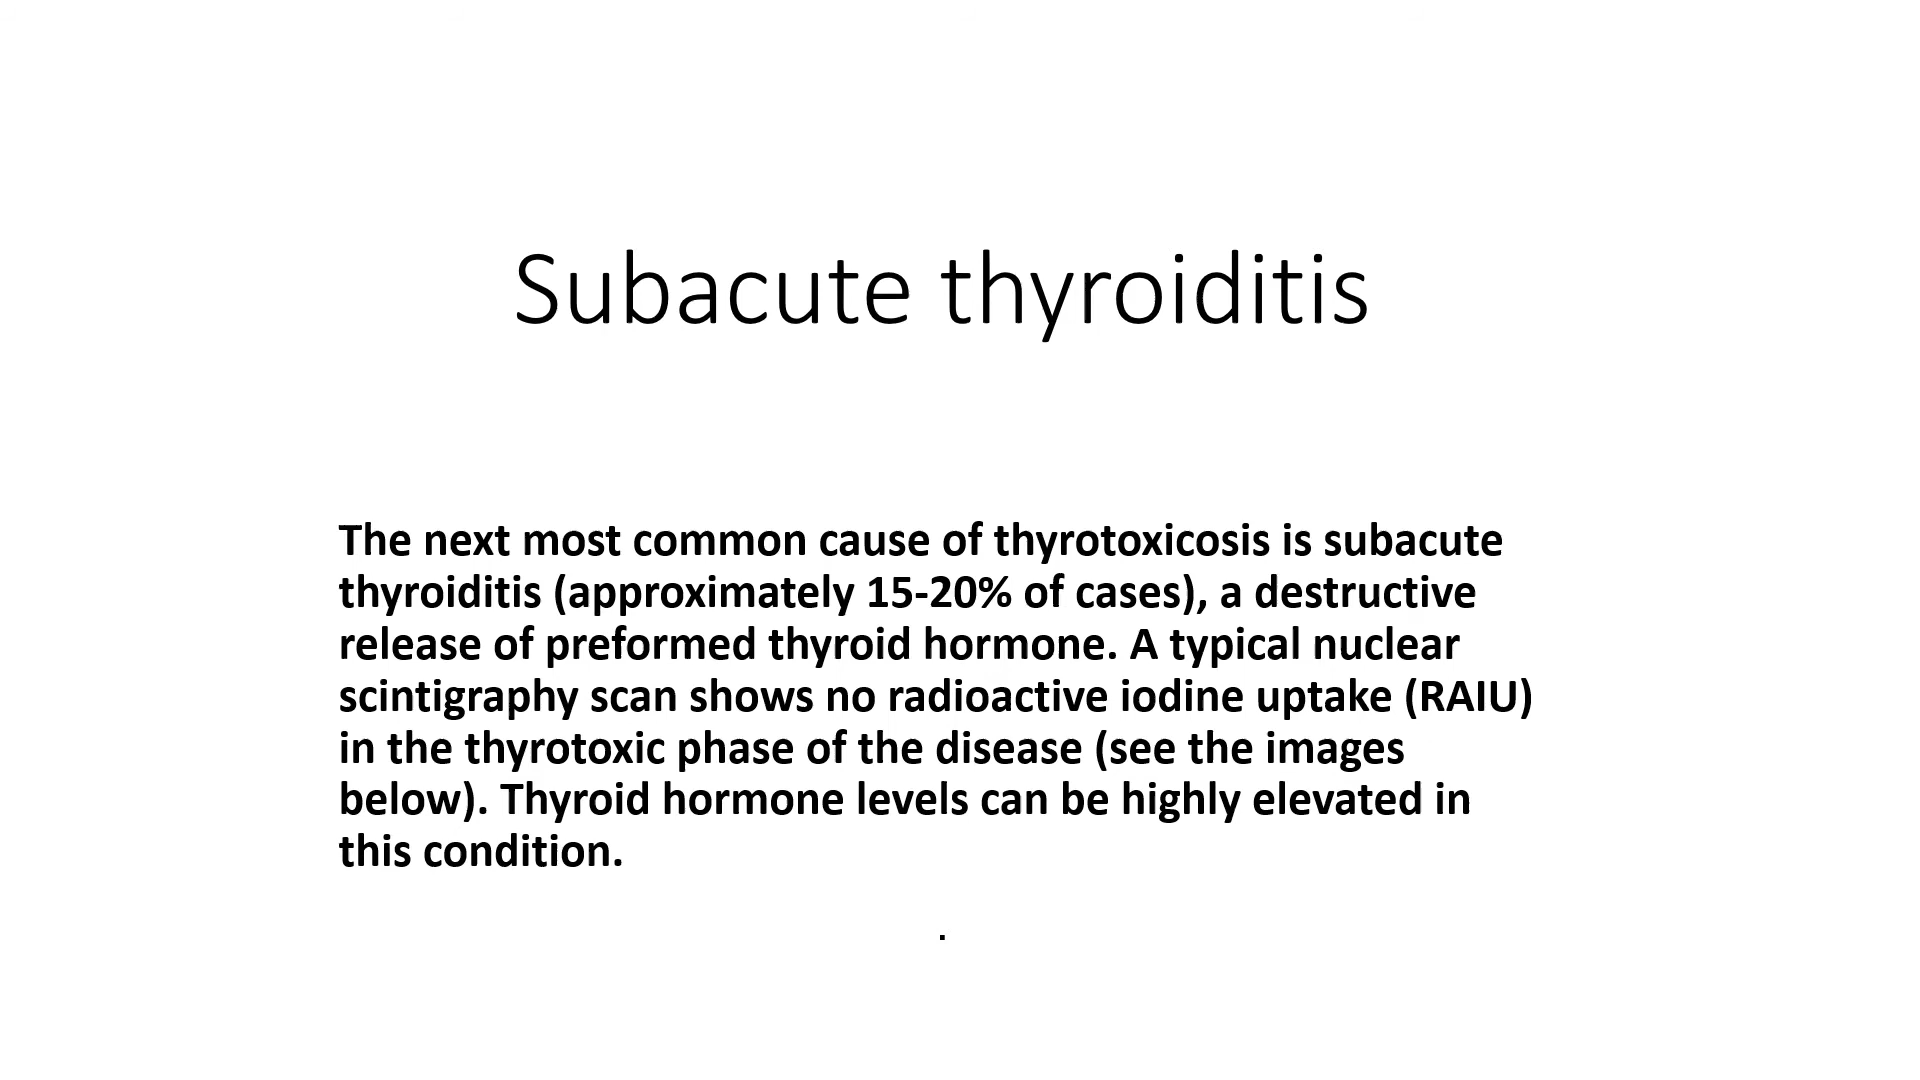 Subacute thyroiditis
The next most common cause of thyrotoxicosis is subacute
thyroiditis (approximately 15-20% of cases), a destructive
release of preformed thyroid hormone. A typical nuclear
scintigraphy scan shows no radioactive iodine uptake (RAIU)
in the thyrotoxic phase of the disease (see the images
below). Thyroid hormone levels can be highly elevated in
this condition.
.